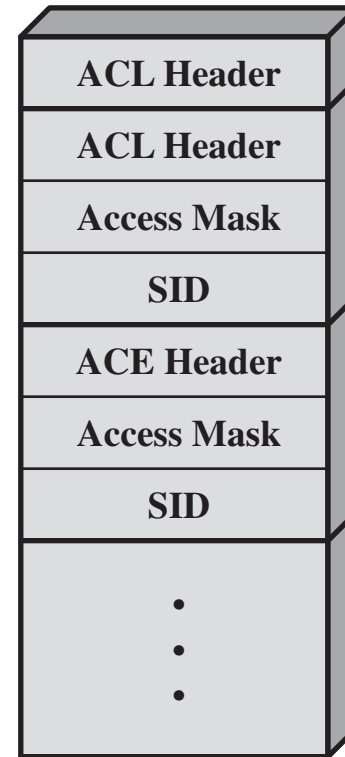 ACL Header
ACL Header
Access Mask
SID
ACE Header
Access Mask
SID